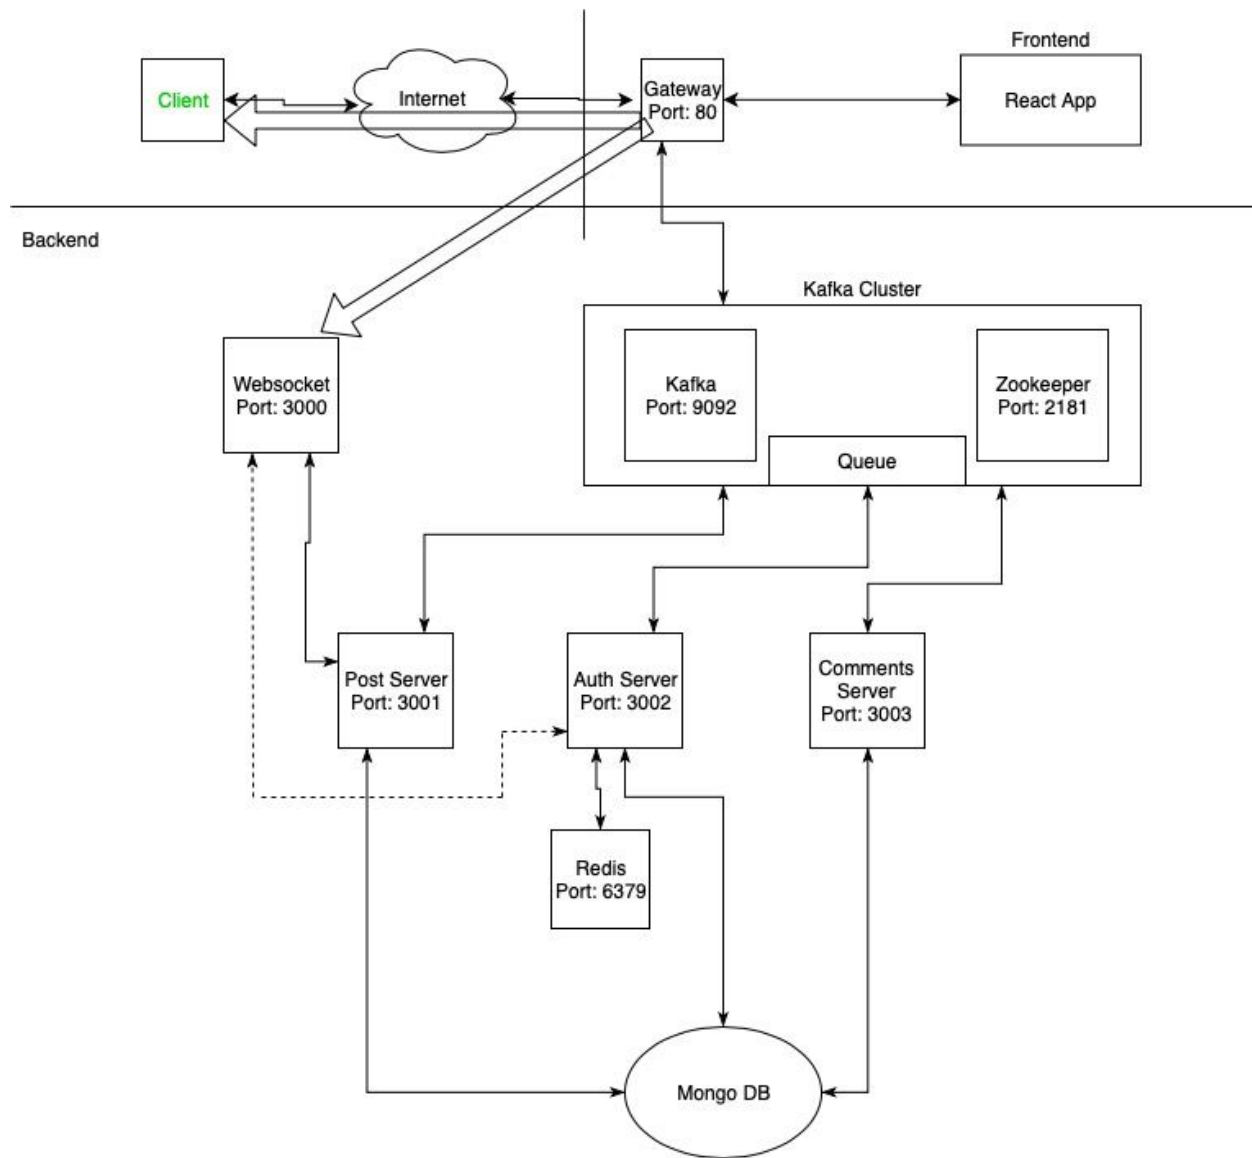 Frontend
Client
Internet
Gateway
Port: 80
React App
Backend
Kafka Cluster
Websocket
Port: 3000
Kafka
Port: 9092
Zookeeper
Port: 2181
Queue
Post Server
Port: 3001
Auth Server
Port: 3002
Comments
Server
Port: 3003
Redis
Port: 6379
Mongo DB